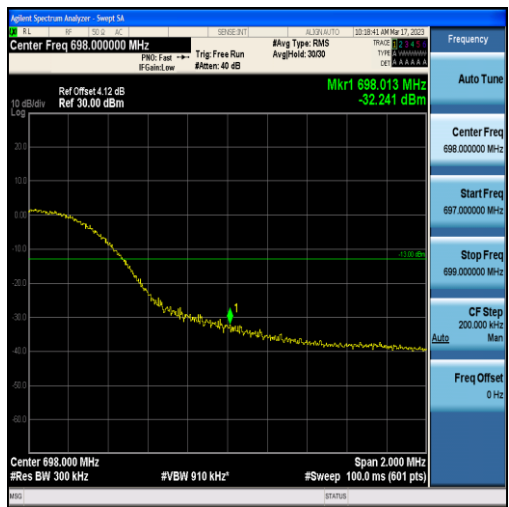 Agilent Spectrum Analyzer - Swept SA
RL RF 50 Ω AC SENSE:INT ALIGN AUTO 10:18:41 AM Mar 17, 2023
Center Freq 698.000000 MHz
PNO: Fast
IFGain:Low
Trig: Free Run
#Atten: 40 dB
#Avg Type: RMS
Avg|Hold: 30/30
TRACE 1 2 3 4 5 6
TYPE A
DET A A A A A A
Ref Offset 4.12 dB
Ref 30.00 dBm
10 dB/div
Log
Mkr1 698.013 MHz
-32.241 dBm
20.0
10.0
0.00
-10.0
-13.00 dBm
-20.0
-30.0
1
-40.0
-50.0
-60.0
Center 698.000 MHz
Span 2.000 MHz
#Res BW 300 kHz
#VBW 910 kHz*
#Sweep 100.0 ms (601 pts)
MSG
STATUS
Frequency
Auto Tune
Center Freq
698.000000 MHz
Start Freq
697.000000 MHz
Stop Freq
699.000000 MHz
CF Step
200.000 kHz
Auto Man
Freq Offset
0 Hz